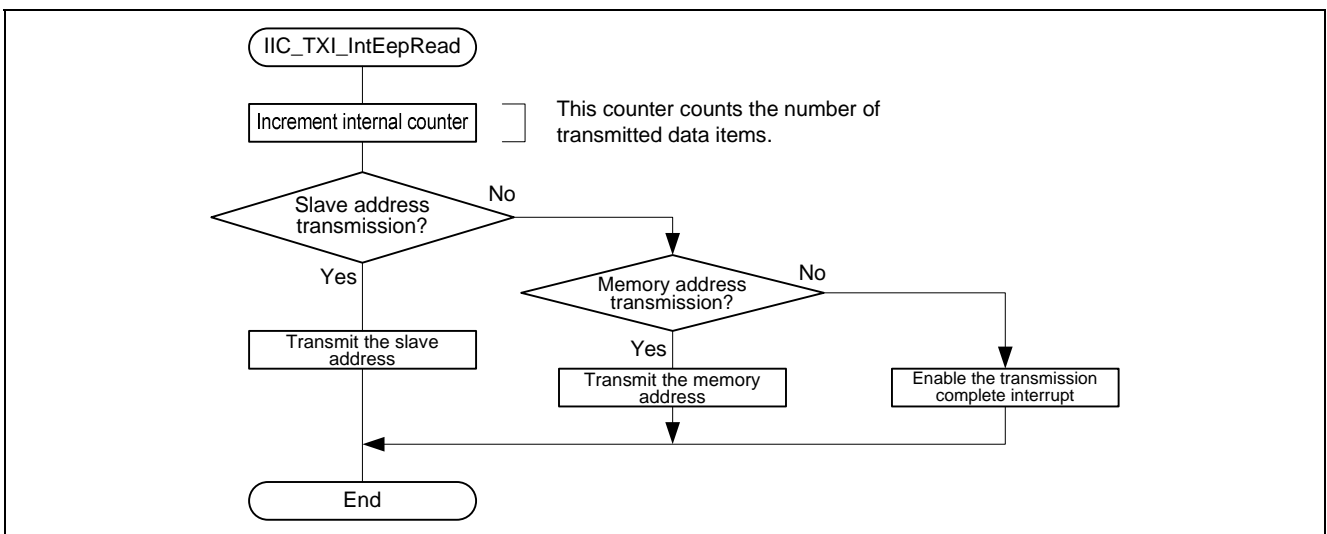 IIC_TXI_IntEepRead
Increment internal counter
This counter counts the number of
transmitted data items.
Slave address
transmission?
No
Yes
Memory address
transmission?
No
Yes
Transmit the slave
address
Transmit the memory
address
Enable the transmission
complete interrupt
End